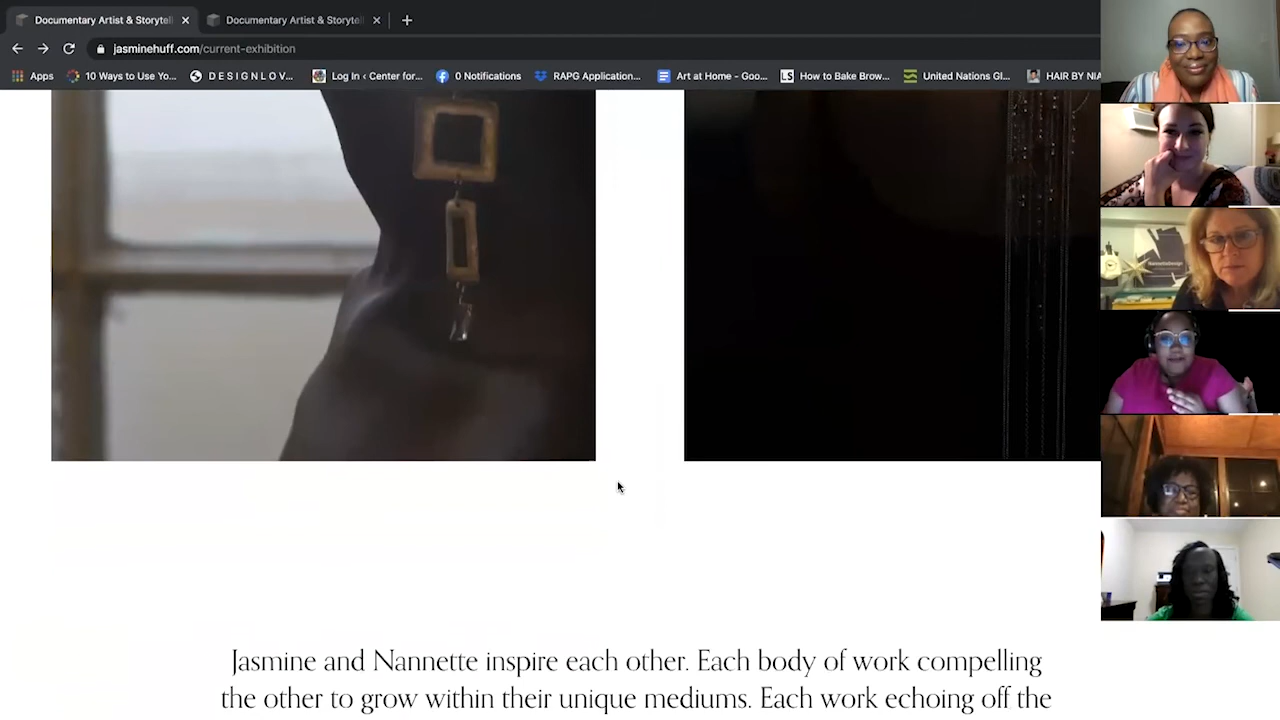 Documentary Artist & Storytel
Documentary Artist & Storytel
jasminehuff.com/current-exhibition
Apps
10 Ways to Use Yo...
D E S I G N L O V...
Log In ‹ Center for...
0 Notifications
RAPG Application...
Art at Home - Goo...
LS
How to Bake Brow...
United Nations Gl...
HAIR BY NIA
Jasmine and Nannette inspire each other. Each body of work compelling
the other to grow within their unique mediums. Each work echoing off the